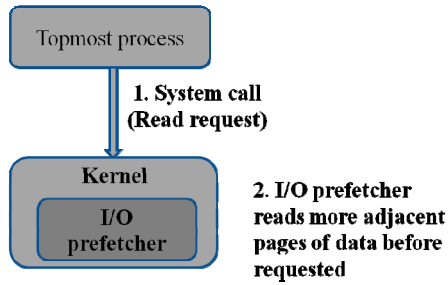 Topmost process
1. System call
(Read request)
Kernel
I/O
prefetcher
2. I/O prefetcher
reads more adjacent
pages of data before
requested